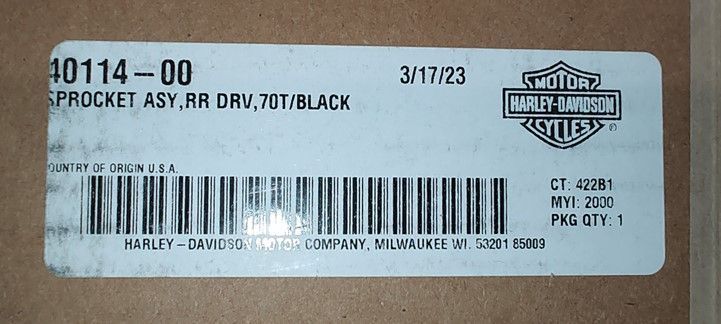 40114-00
3/17/23
SPROCKET ASY,RR DRV,70T/BLACK
MOTOR
HARLEY-DAVIDSON
CYCLES ®
OUNTRY OF ORIGIN U.S.A.
CT: 422B1
MYI: 2000
PKG QTY: 1
HARLEY-DAVIDSON MOTOR COMPANY, MILWAUKEE WI. 53201 85009